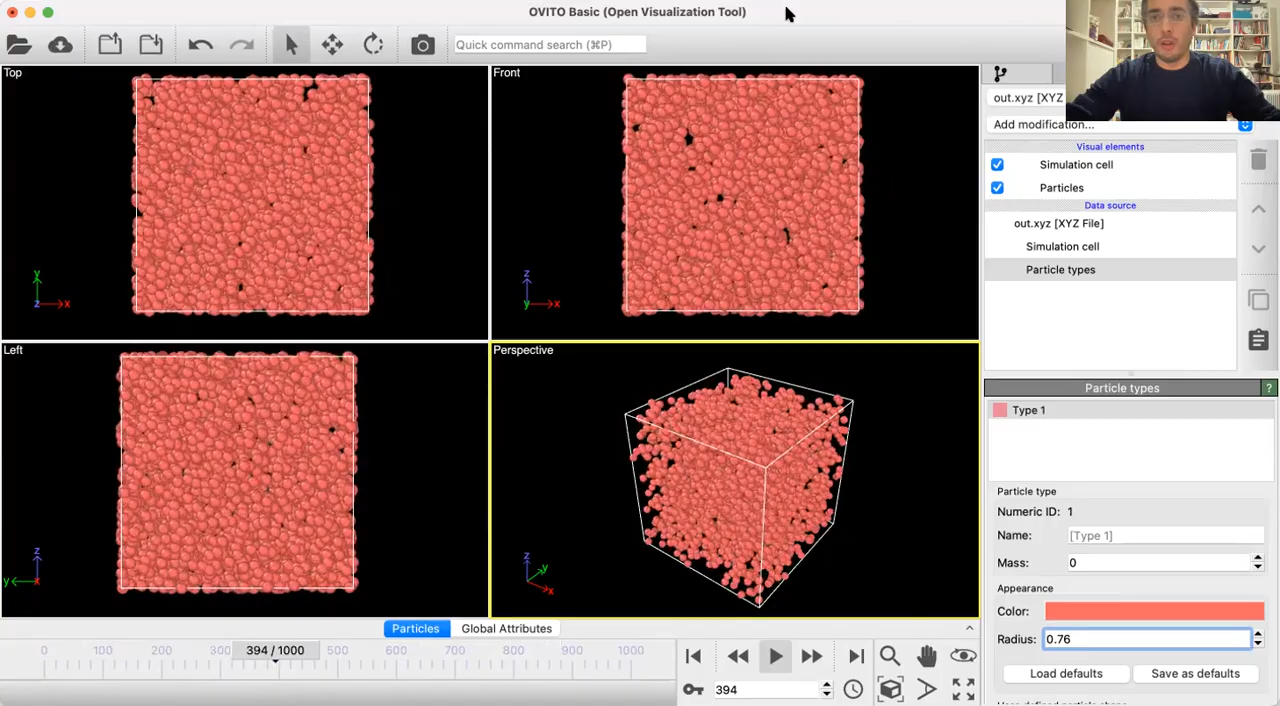 OVITO Basic (Open Visualization Tool)
Quick command search (⌘P)
Top
y
z
x
Front
z
y
x
Left
z
y
x
Perspective
z
y
x
out.xyz [XYZ
Add modification...
Visual elements
Simulation cell
Particles
Data source
out.xyz [XYZ File]
Simulation cell
Particle types
Particle types
?
Type 1
Particle type
Numeric ID: 1
Name: [Type 1]
Mass: 0
Appearance
Color:
Radius: 0.76
Load defaults Save as defaults
Particles Global Attributes
0 100 200 300 394 / 1000 500 600 700 800 900 1000
394